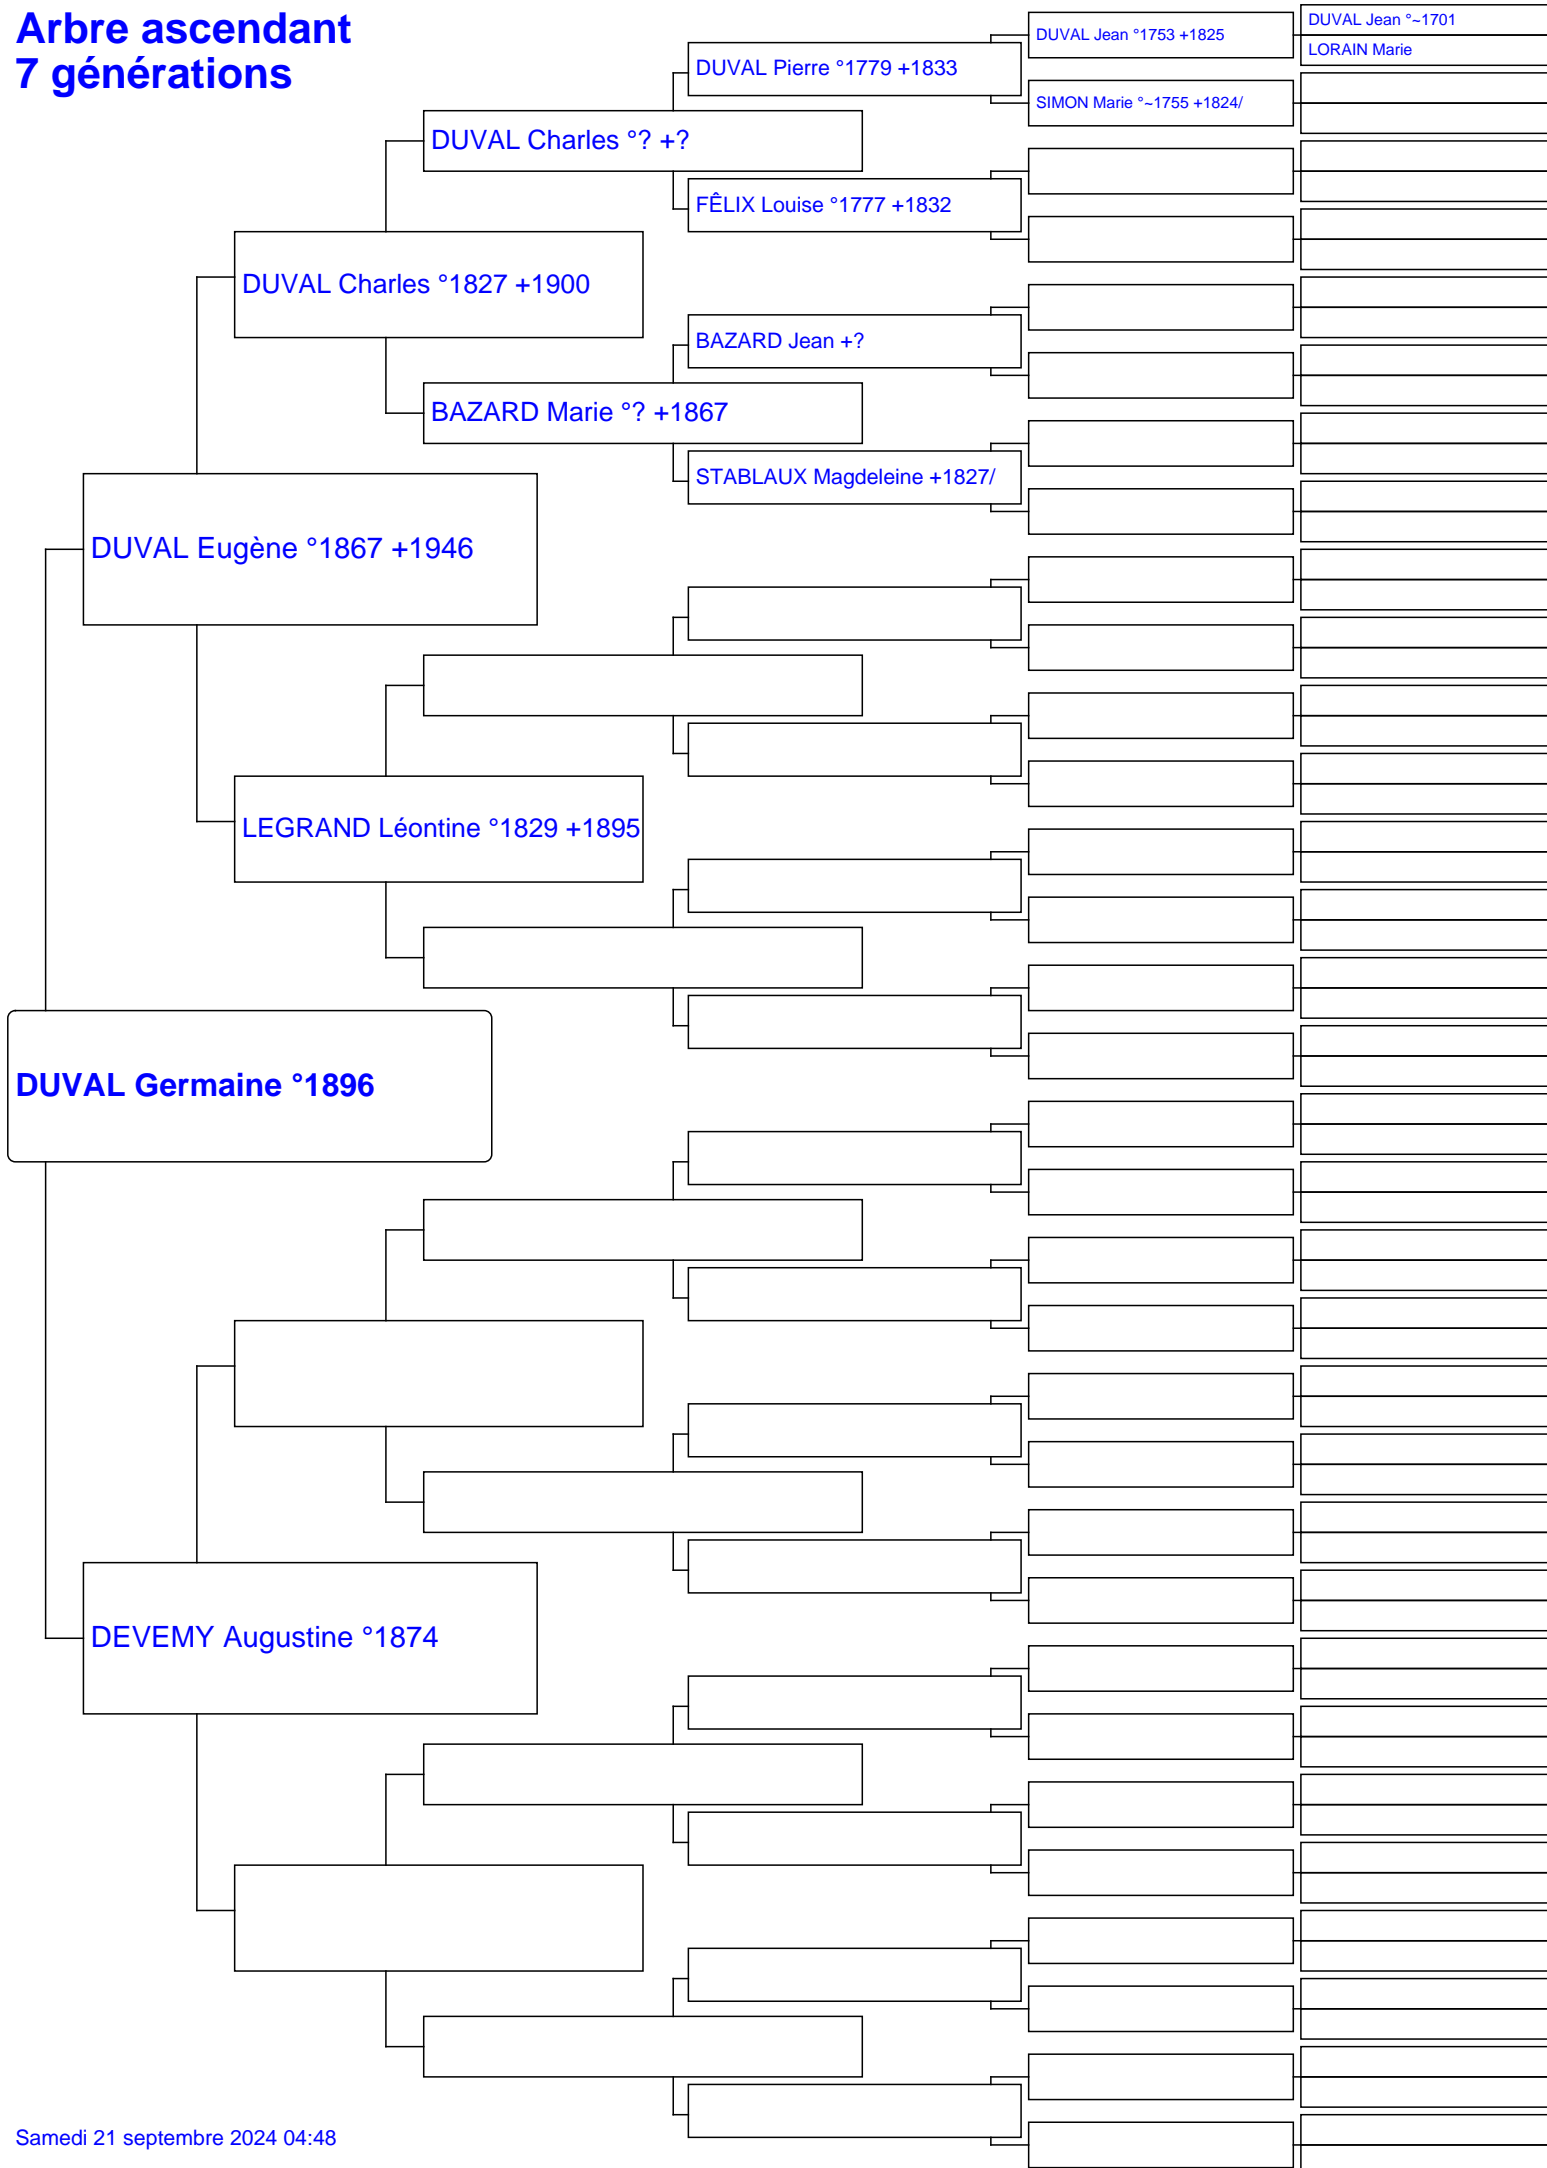 Arbre ascendant
7 générations
DUVAL Jean °~1701
LORAIN Marie
DUVAL Jean °1753 +1825
DUVAL Pierre °1779 +1833
SIMON Marie °~1755 +1824/
DUVAL Charles °? +?
FÊLIX Louise °1777 +1832
DUVAL Charles °1827 +1900
BAZARD Jean +?
BAZARD Marie °? +1867
STABLAUX Magdeleine +1827/
DUVAL Eugène °1867 +1946
LEGRAND Léontine °1829 +1895
DUVAL Germaine °1896
DEVEMY Augustine °1874
Samedi 21 septembre 2024 04:48